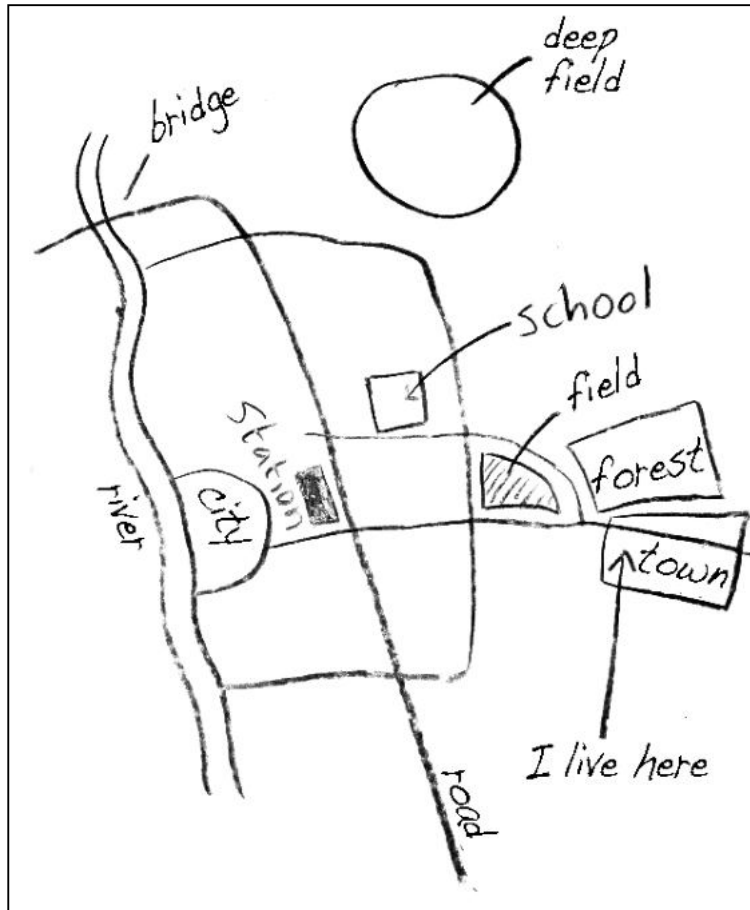 deep
field
bridge
school
field
Station
forest
city
river
town
I live here
road